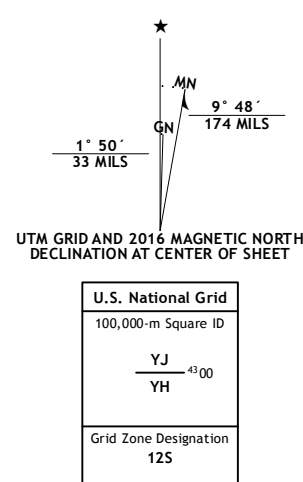 ★
MN
9° 48´
174 MILS
GN
1° 50´
33 MILS
UTM GRID AND 2016 MAGNETIC NORTH
DECLINATION AT CENTER OF SHEET
U.S. National Grid
100,000-m Square ID
YJ
4300
YH
Grid Zone Designation
12S